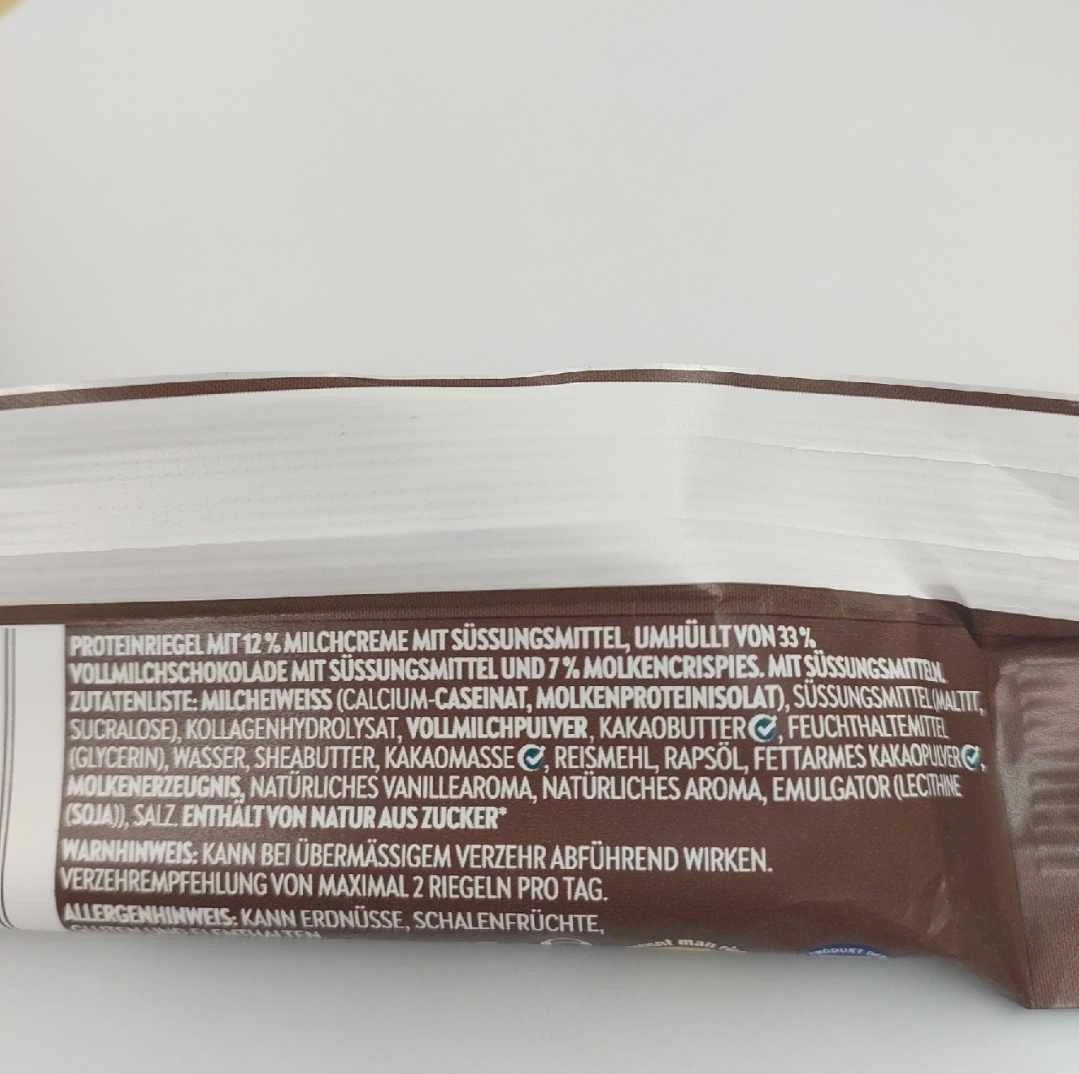 PROTEINRIEGEL MIT 12 % MILCHCREME MIT SÜSSUNGSMITTEL, UMHÜLLT VON 33 %
VOLLMILCHSCHOKOLADE MIT SÜSSUNGSMITTEL UND 7 % MOLKENCRISPIES. MIT SÜSSUNGSMITTELN.
ZUTATENLISTE: MILCHEIWEISS (CALCIUM-CASEINAT, MOLKENPROTEINISOLAT), SÜSSUNGSMITTEL (MALTIT,
SUCRALOSE), KOLLAGENHYDROLYSAT, VOLLMILCHPULVER, KAKAOBUTTER, FEUCHTHALTEMITTEL
(GLYCERIN), WASSER, SHEABUTTER, KAKAOMASSE, REISMEHL, RAPSÖL, FETTARMES KAKAOPULVER,
MOLKENERZEUGNIS, NATÜRLICHES VANILLEAROMA, NATÜRLICHES AROMA, EMULGATOR (LECITHINE
(SOJA)), SALZ. ENTHÄLT VON NATUR AUS ZUCKER*
WARNHINWEIS: KANN BEI ÜBERMÄSSIGEM VERZEHR ABFÜHREND WIRKEN.
VERZEHREMPFEHLUNG VON MAXIMAL 2 RIEGELN PRO TAG.
ALLERGENHINWEIS: KANN ERDNÜSSE, SCHALENFRÜCHTE,
ENTHALTEN
man
PRODUKT